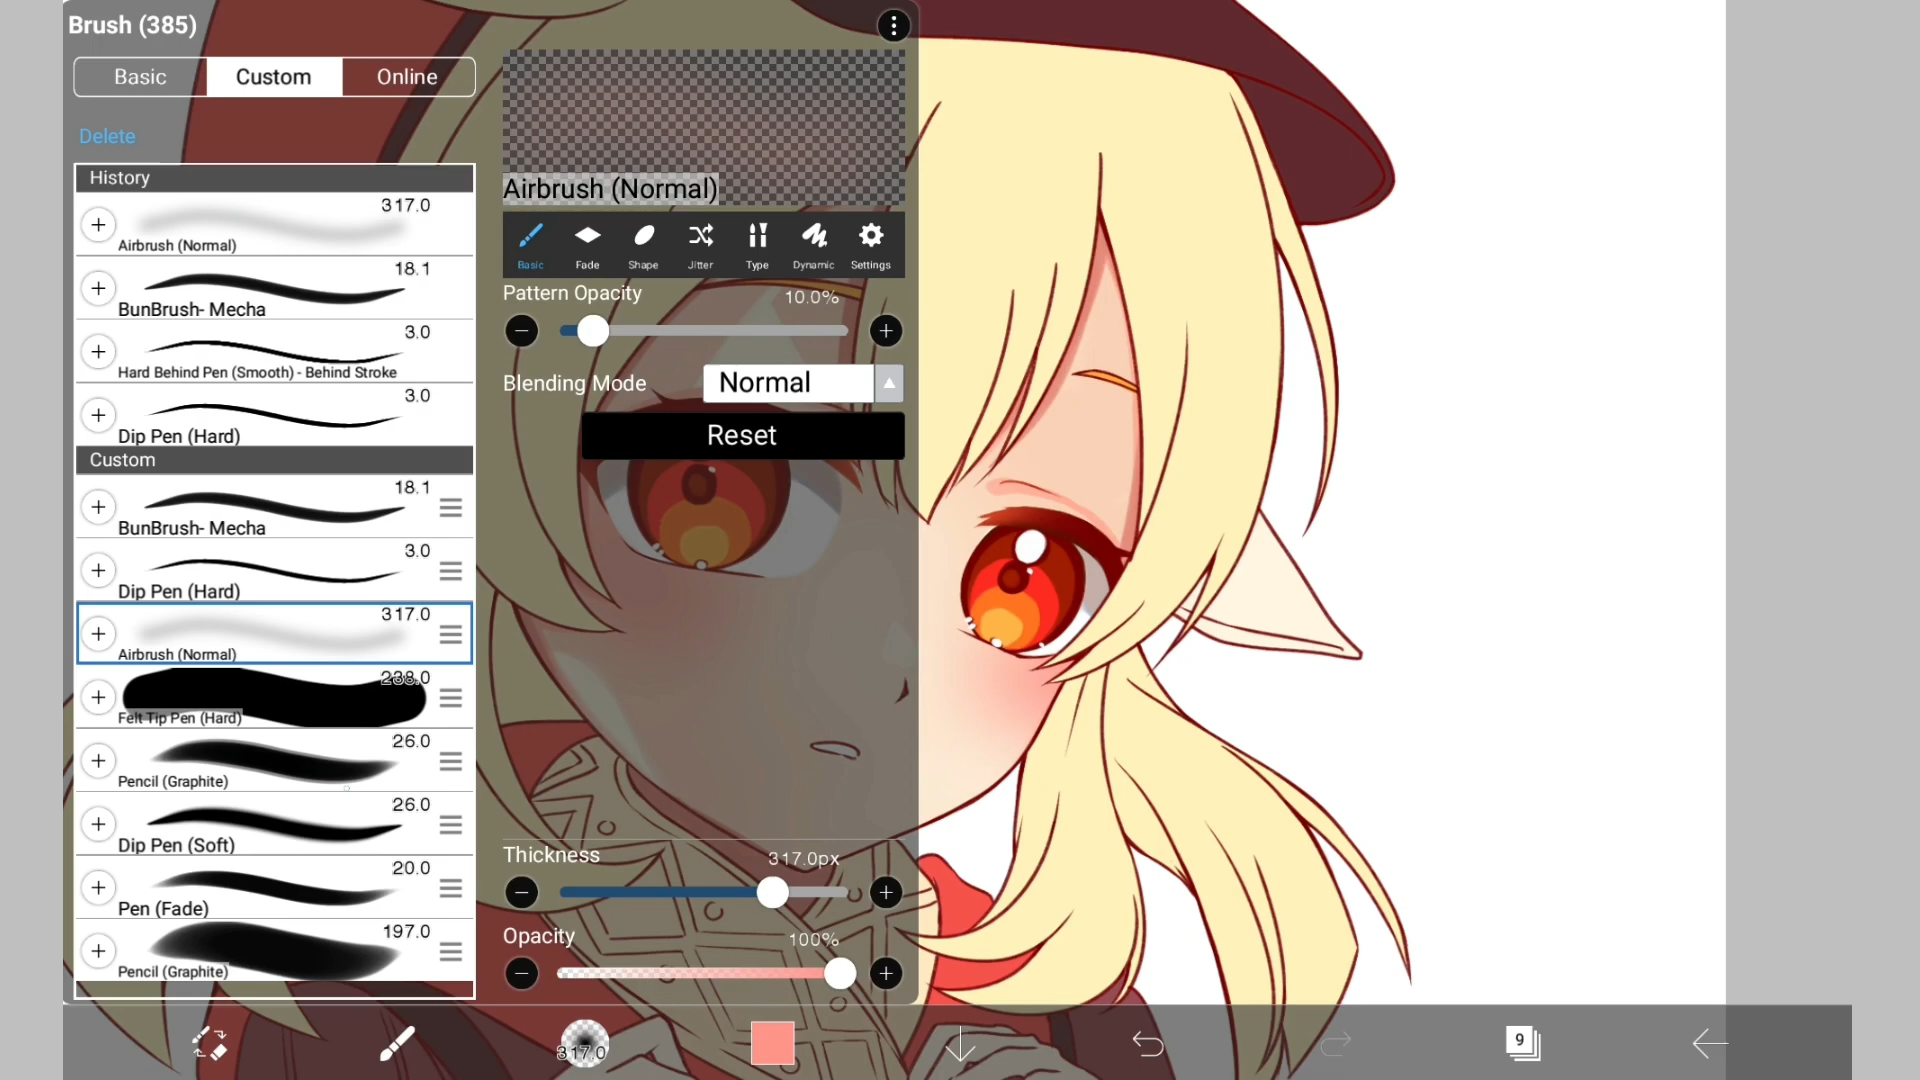 Brush (385)
Basic
Custom
Online
Delete
History
317.0
Airbrush (Normal)
18.1
BunBrush- Mecha
3.0
Hard Behind Pen (Smooth) - Behind Stroke
3.0
Dip Pen (Hard)
Custom
18.1
BunBrush- Mecha
3.0
Dip Pen (Hard)
317.0
Airbrush (Normal)
238.0
Felt Tip Pen (Hard)
26.0
Pencil (Graphite)
26.0
Dip Pen (Soft)
20.0
Pen (Fade)
197.0
Pencil (Graphite)
Airbrush (Normal)
Basic
Fade
Shape
Jitter
Type
Dynamic
Settings
Pattern Opacity
10.0%
Blending Mode
Normal
Reset
Thickness
317.0px
Opacity
100%
317.0
9